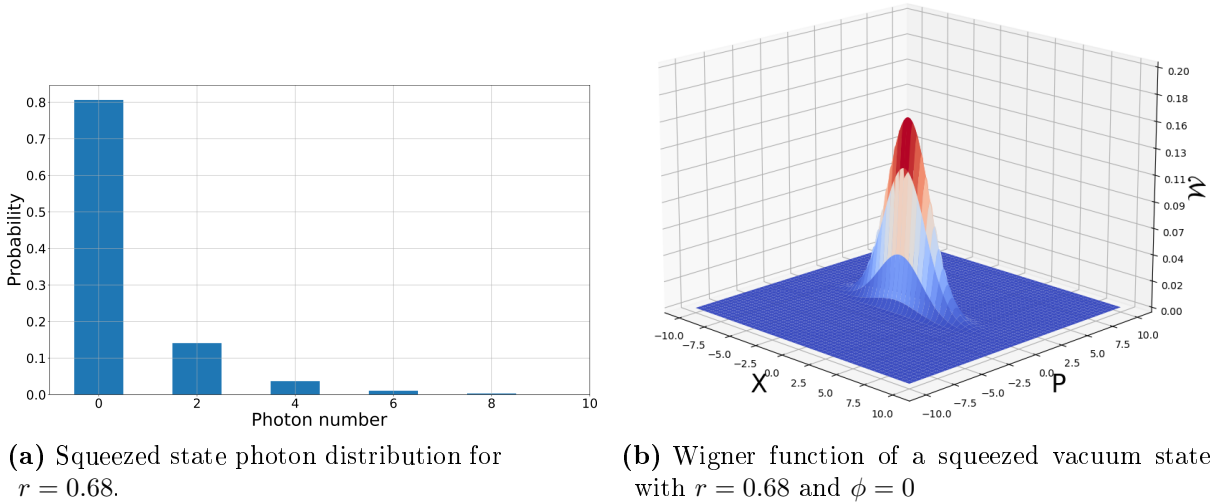 0.8
0.7
0.6
0.5
0.4
0.3
0.2
0.1
0.0
Probability
0 2 4 6 8 10
Photon number
(a) Squeezed state photon distribution for
r = 0.68.
0.20
0.18
0.16
0.13
0.11
0.09
0.07
0.04
0.02
0.00
W
−10.0 −7.5 −5.0 −2.5 0.0 2.5 5.0 7.5 10.0
X
−10.0 −7.5 −5.0 −2.5 0.0 2.5 5.0 7.5 10.0
P
(b) Wigner function of a squeezed vacuum state
with r = 0.68 and ϕ = 0